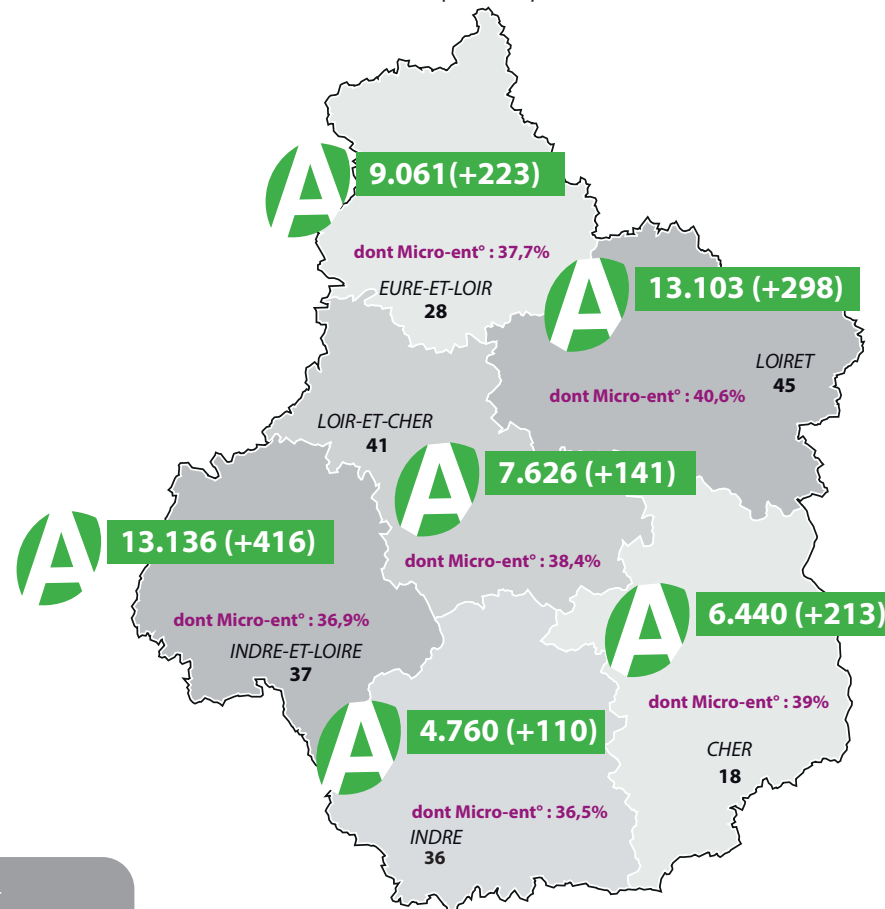 A 9.061(+223)
dont Micro-ent° : 37,7%
EURE-ET-LOIR
28
A 13.103 (+298)
LOIRET
45
dont Micro-ent° : 40,6%
LOIR-ET-CHER
41
A 7.626 (+141)
dont Micro-ent° : 38,4%
A 13.136 (+416)
dont Micro-ent° : 36,9%
INDRE-ET-LOIRE
37
A 6.440 (+213)
dont Micro-ent° : 39%
CHER
18
A 4.760 (+110)
dont Micro-ent° : 36,5%
INDRE
36